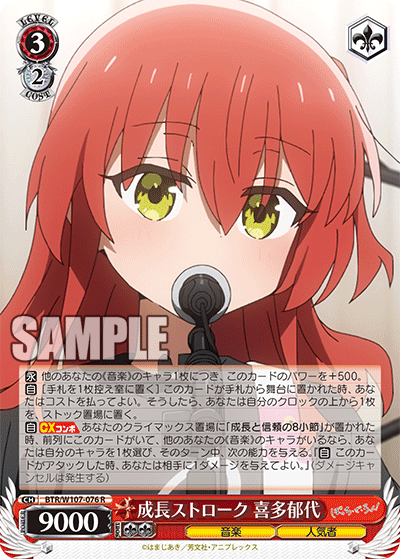 LEVEL
3
2
COST
SAMPLE
永 他のあなたの《音楽》のキャラ1枚につき、このカードのパワーを＋500。
自 ［手札を1枚控え室に置く］ このカードが手札から舞台に置かれた時、あなたはコストを払ってよい。そうしたら、あなたは自分のクロックの上から1枚を、ストック置場に置く。
自 CXコンボ あなたのクライマックス置場に「成長と信頼の8小節」が置かれた時、前列にこのカードがいて、他のあなたの《音楽》のキャラがいるなら、あなたは自分のキャラを1枚選び、そのターン中、次の能力を与える。『自 このカードがアタックした時、あなたは相手に1ダメージを与えてよい。』（ダメージキャンセルは発生する）
CH BTR/W107-076 R
成長ストローク 喜多郁代
9000
音楽
人気者
©はまじあき／芳文社・アニプレックス